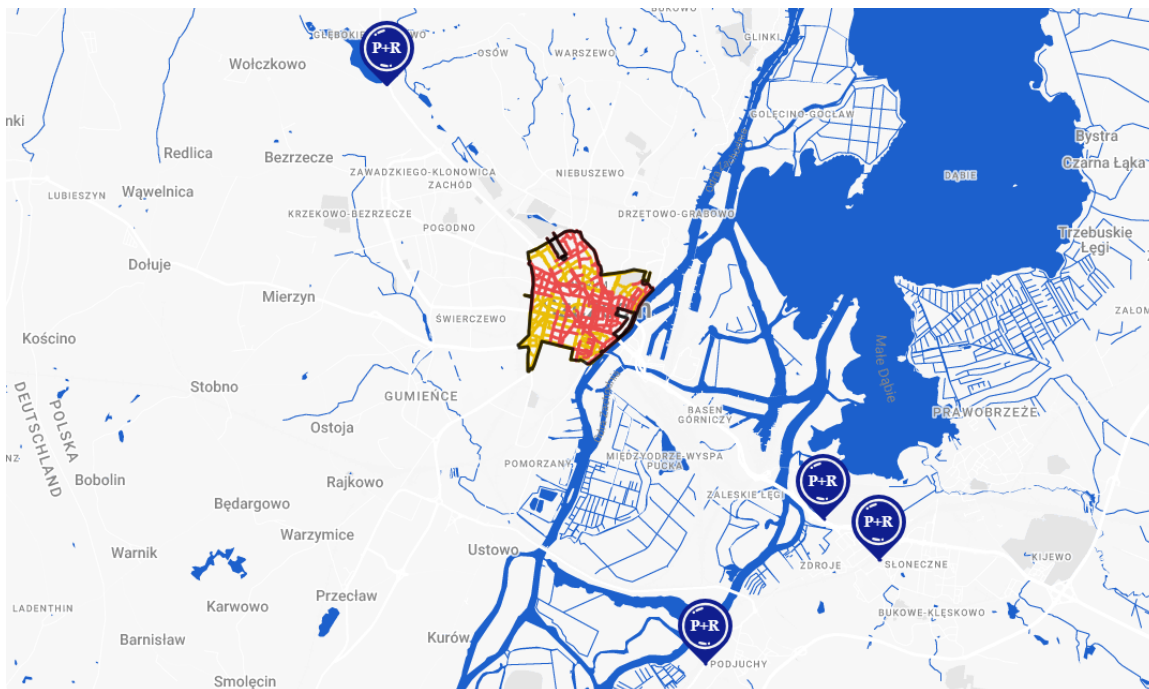 BUKOWO
P+R
GŁĘBOKIE
GLINKI
OSÓW
WARSZEWO
Wołczkowo
GOLĘCINO-GOCŁAW
Bystra
Redlica
Bezrzecze
Czarna Łąka
ZAWADZKIEGO-KLONOWICA
ZACHÓD
NIEBUSZEWO
DĄBIE
LUBIESZYN
Wąwelnica
KRZEKOWO-BEZRZECZE
DRZETOWO-GRABOWO
POGODNO
Trzebuskie
Łęgi
Dołuje
Mierzyn
ŚWIERCZEWO
Kościno
Małe Dąbie
Stobno
POLSKA
DEUTSCHLAND
GUMIEŃCE
BASEN
GÓRNICZY
PRAWOBRZEŻE
Ostoja
MIĘDZYODRZE-WYSPA
PUCKA
POMORZANY
Bobolin
Rajkowo
P+R
ZALESKIE ŁĘGI
Będargowo
P+R
Warzymice
Warnik
Ustowo
ZDROJE
SŁONECZNE
KIJEWO
LADENTHIN
Karwowo
Przecław
BUKOWE-KLĘSKOWO
P+R
Barnisław
Kurów
PODJUCHY
Smolęcin